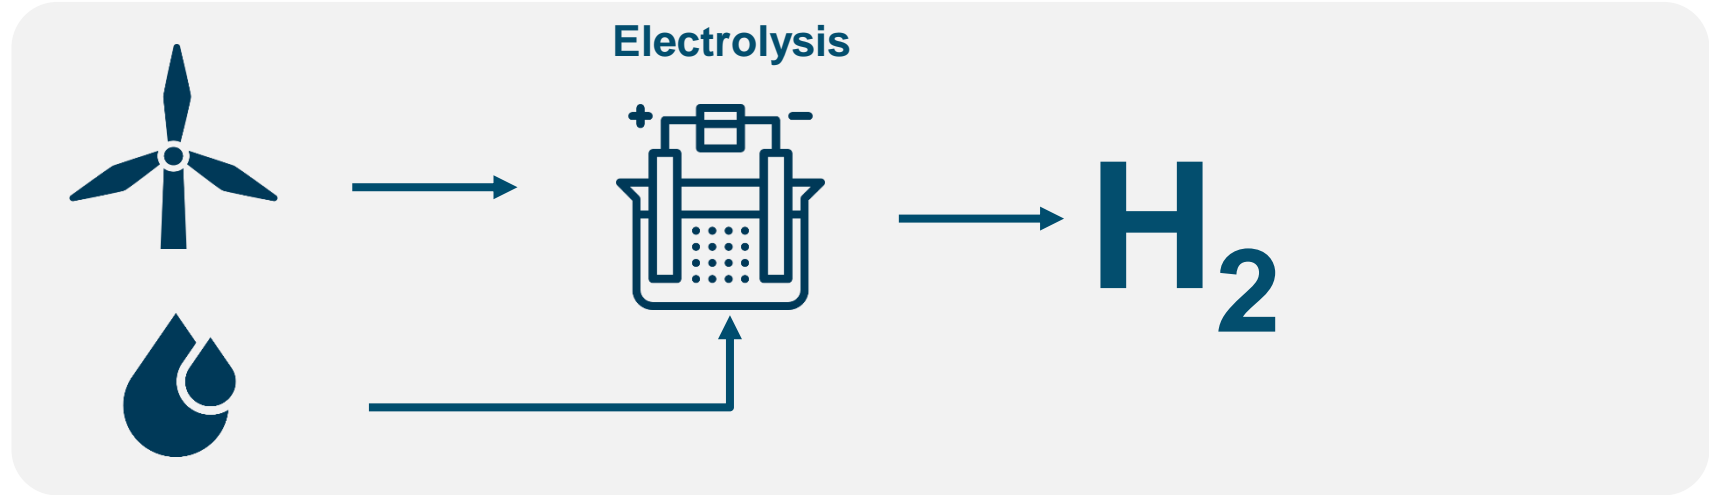 Electrolysis
+ −
H2